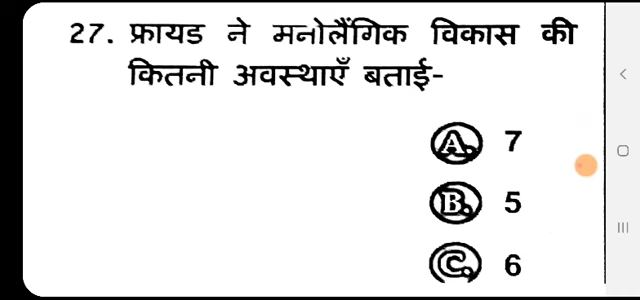 27. फ्रायड ने मनोलैंगिक विकास की
कितनी अवस्थाएँ बताई-
A. 7
B. 5
C. 6